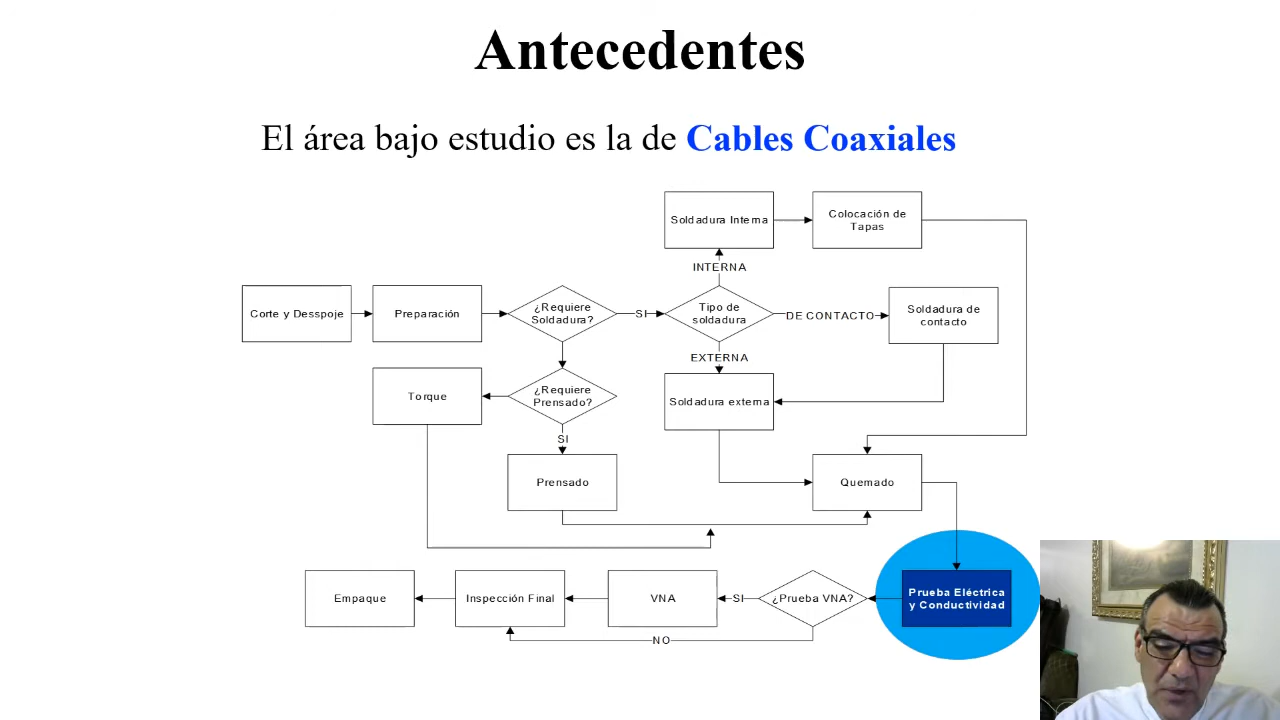 Antecedentes
El área bajo estudio es la de Cables Coaxiales
Soldadura Interna
Colocación de
Tapas
INTERNA
Corte y Desspoje
Preparación
¿Requiere
Soldadura?
SI
Tipo de
soldadura
DE CONTACTO
Soldadura de
contacto
EXTERNA
Torque
¿Requiere
Prensado?
Soldadura externa
SI
Prensado
Quemado
Empaque
Inspección Final
VNA
SI
¿Prueba VNA?
Prueba Eléctrica
y Conductividad
NO